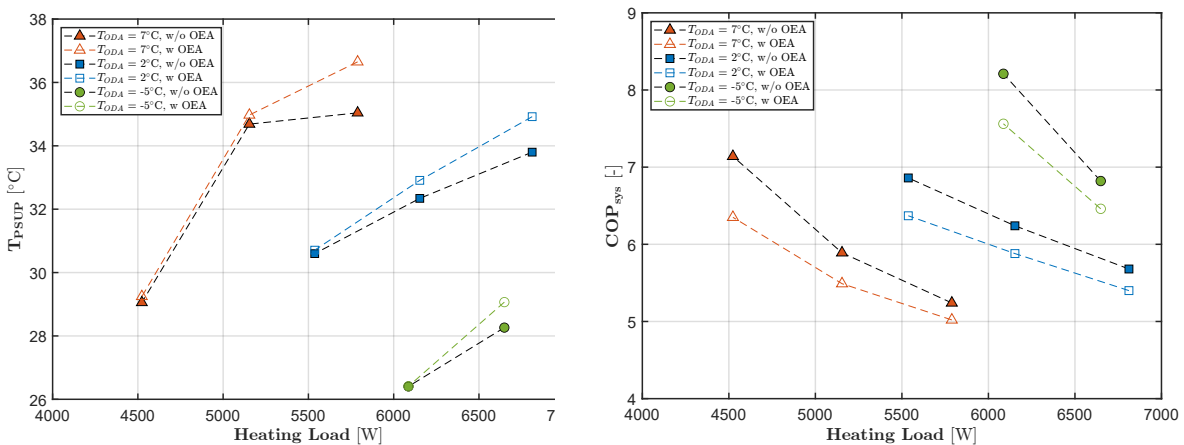 38
36
34
32
30
28
26
T_PSUP [°C]
T_ODA = 7°C, w/o OEA
T_ODA = 7°C, w OEA
T_ODA = 2°C, w/o OEA
T_ODA = 2°C, w OEA
T_ODA = -5°C, w/o OEA
T_ODA = -5°C, w OEA
4000 4500 5000 5500 6000 6500
Heating Load [W]
9
8
7
6
5
4
COP_sys [-]
T_ODA = 7°C, w/o OEA
T_ODA = 7°C, w OEA
T_ODA = 2°C, w/o OEA
T_ODA = 2°C, w OEA
T_ODA = -5°C, w/o OEA
T_ODA = -5°C, w OEA
4000 4500 5000 5500 6000 6500 7000
Heating Load [W]